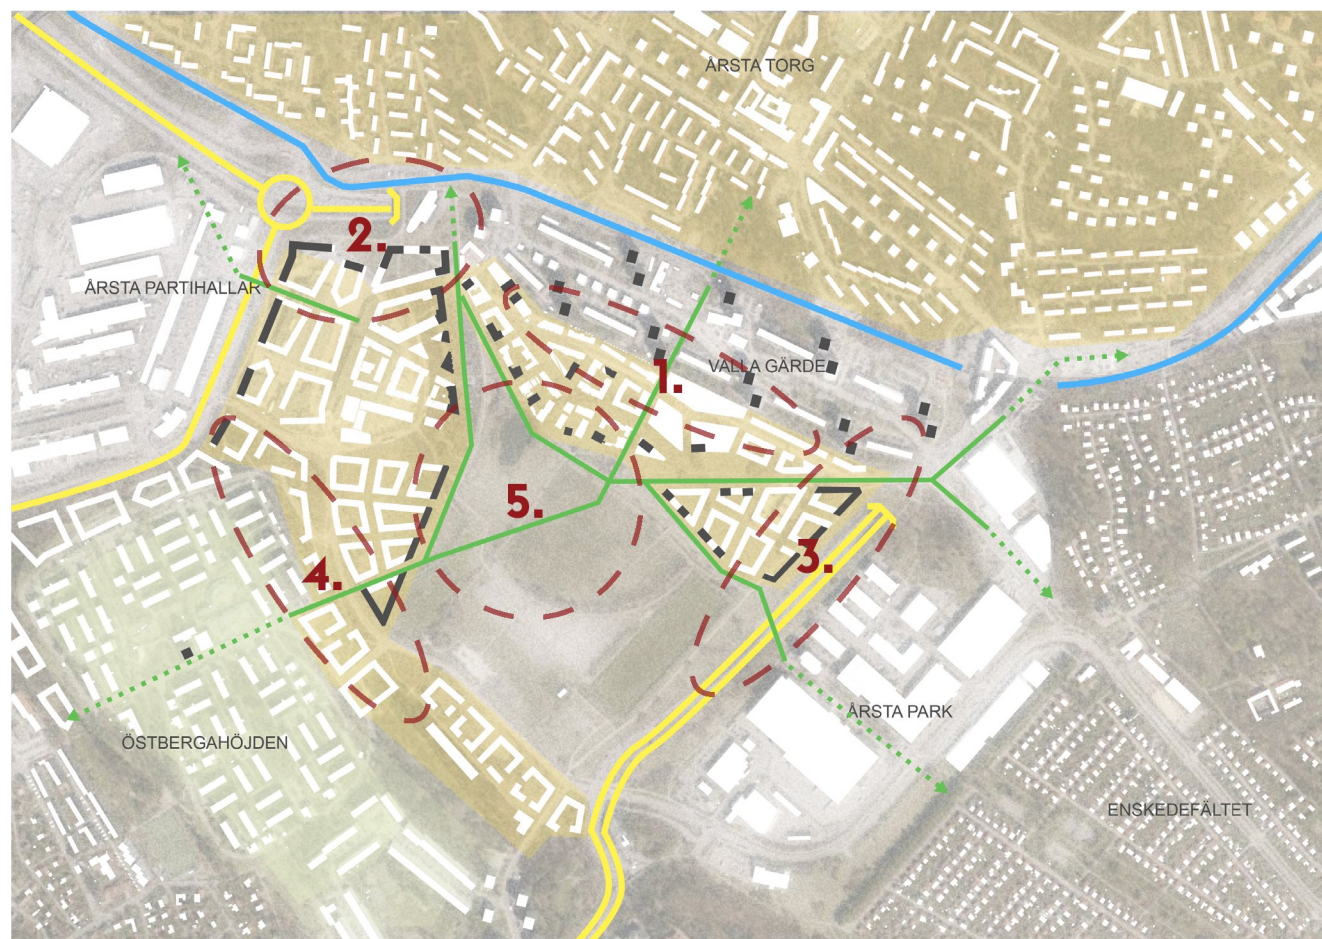 ÅRSTA TORG
2.
ÅRSTA PARTIHALLAR
VALLA GÄRDE
1.
5.
3.
4.
ÅRSTA PARK
ÖSTBERGAHÖJDEN
ENSKEDEFÄLTET